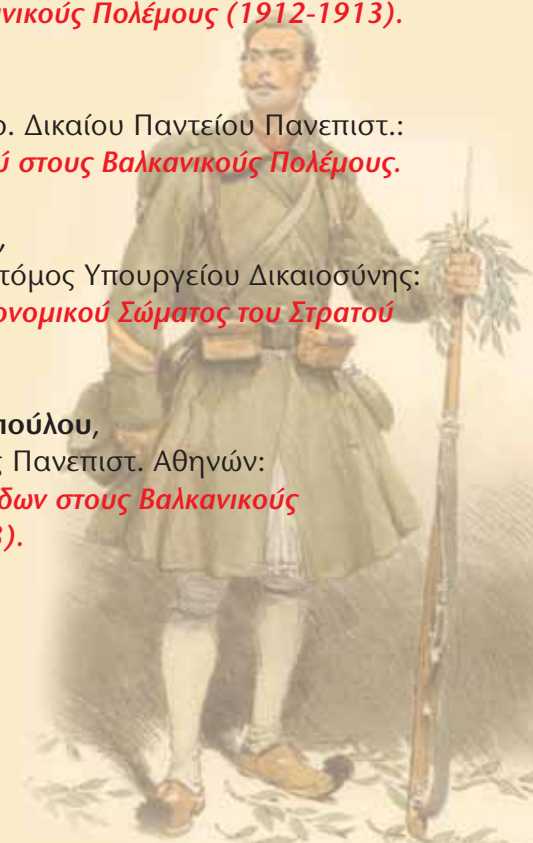 νικούς Πολέμους (1912-1913).
ρ. Δικαίου Παντείου Πανεπιστ.:
ύ στους Βαλκανικούς Πολέμους.
,
τόμος Υπουργείου Δικαιοσύνης:
ονομικού Σώματος του Στρατού
πούλου,
ς Πανεπιστ. Αθηνών:
δων στους Βαλκανικούς
3).